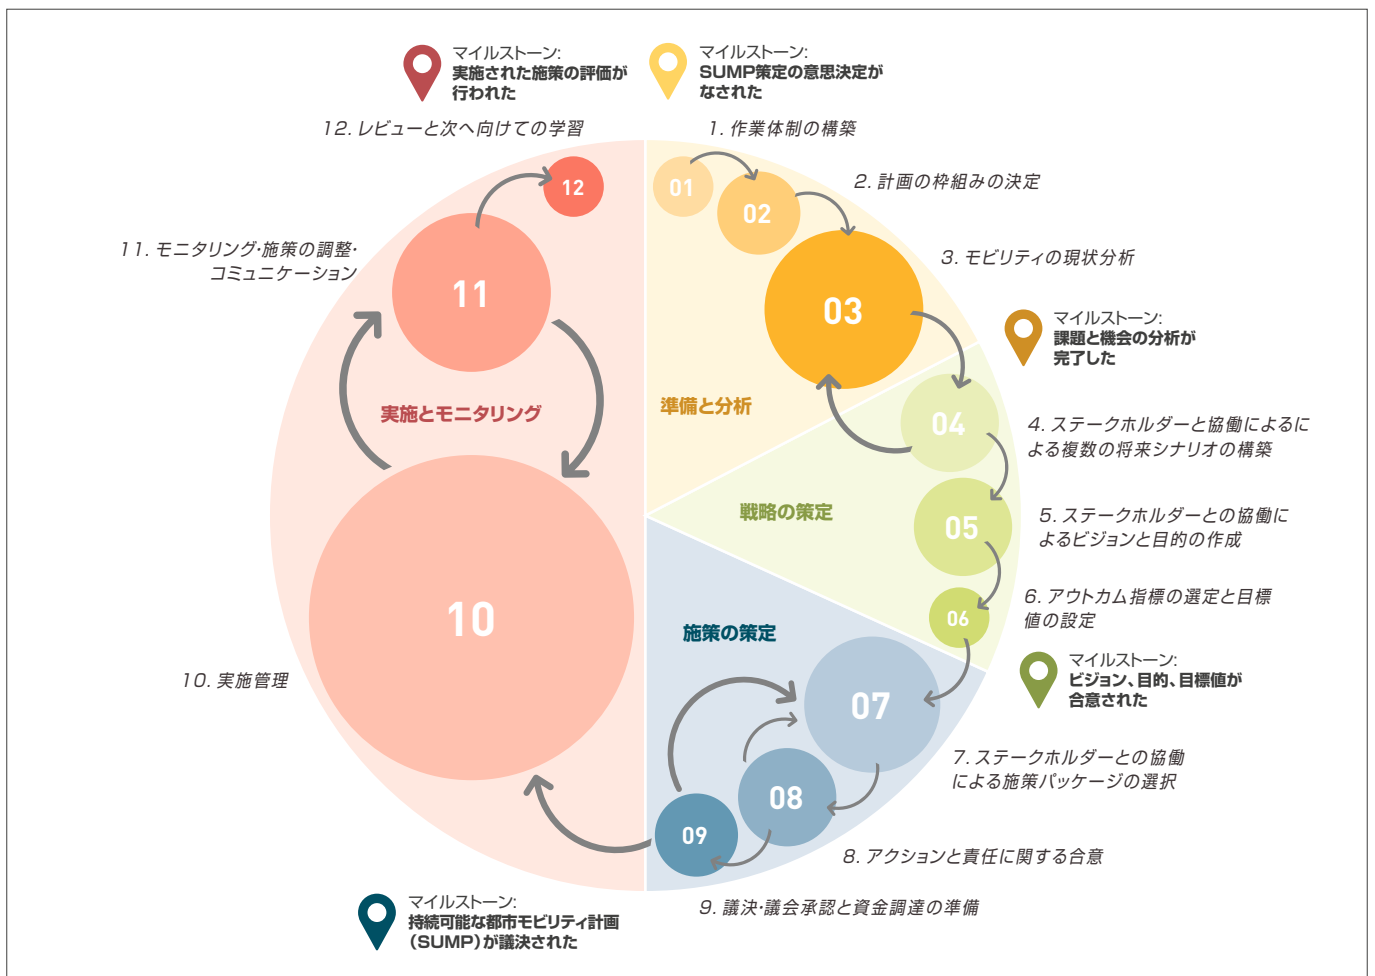 マイルストーン:
実施された施策の評価が
行われた
マイルストーン:
SUMP策定の意思決定が
なされた
12. レビューと次へ向けての学習
1. 作業体制の構築
2. 計画の枠組みの決定
3. モビリティの現状分析
11. モニタリング・施策の調整・
コミュニケーション
12
01
02
11
03
マイルストーン:
課題と機会の分析が
完了した
実施とモニタリング
準備と分析
04
4. ステークホルダーと協働によるに
よる複数の将来シナリオの構築
戦略の策定
05
5. ステークホルダーとの協働に
よるビジョンと目的の作成
06
6. アウトカム指標の選定と目標
値の設定
10
施策の策定
10. 実施管理
マイルストーン:
ビジョン、目的、目標値が
合意された
07
7. ステークホルダーとの協働
による施策パッケージの選択
08
09
8. アクションと責任に関する合意
9. 議決・議会承認と資金調達の準備
マイルストーン:
持続可能な都市モビリティ計画
（SUMP）が議決された